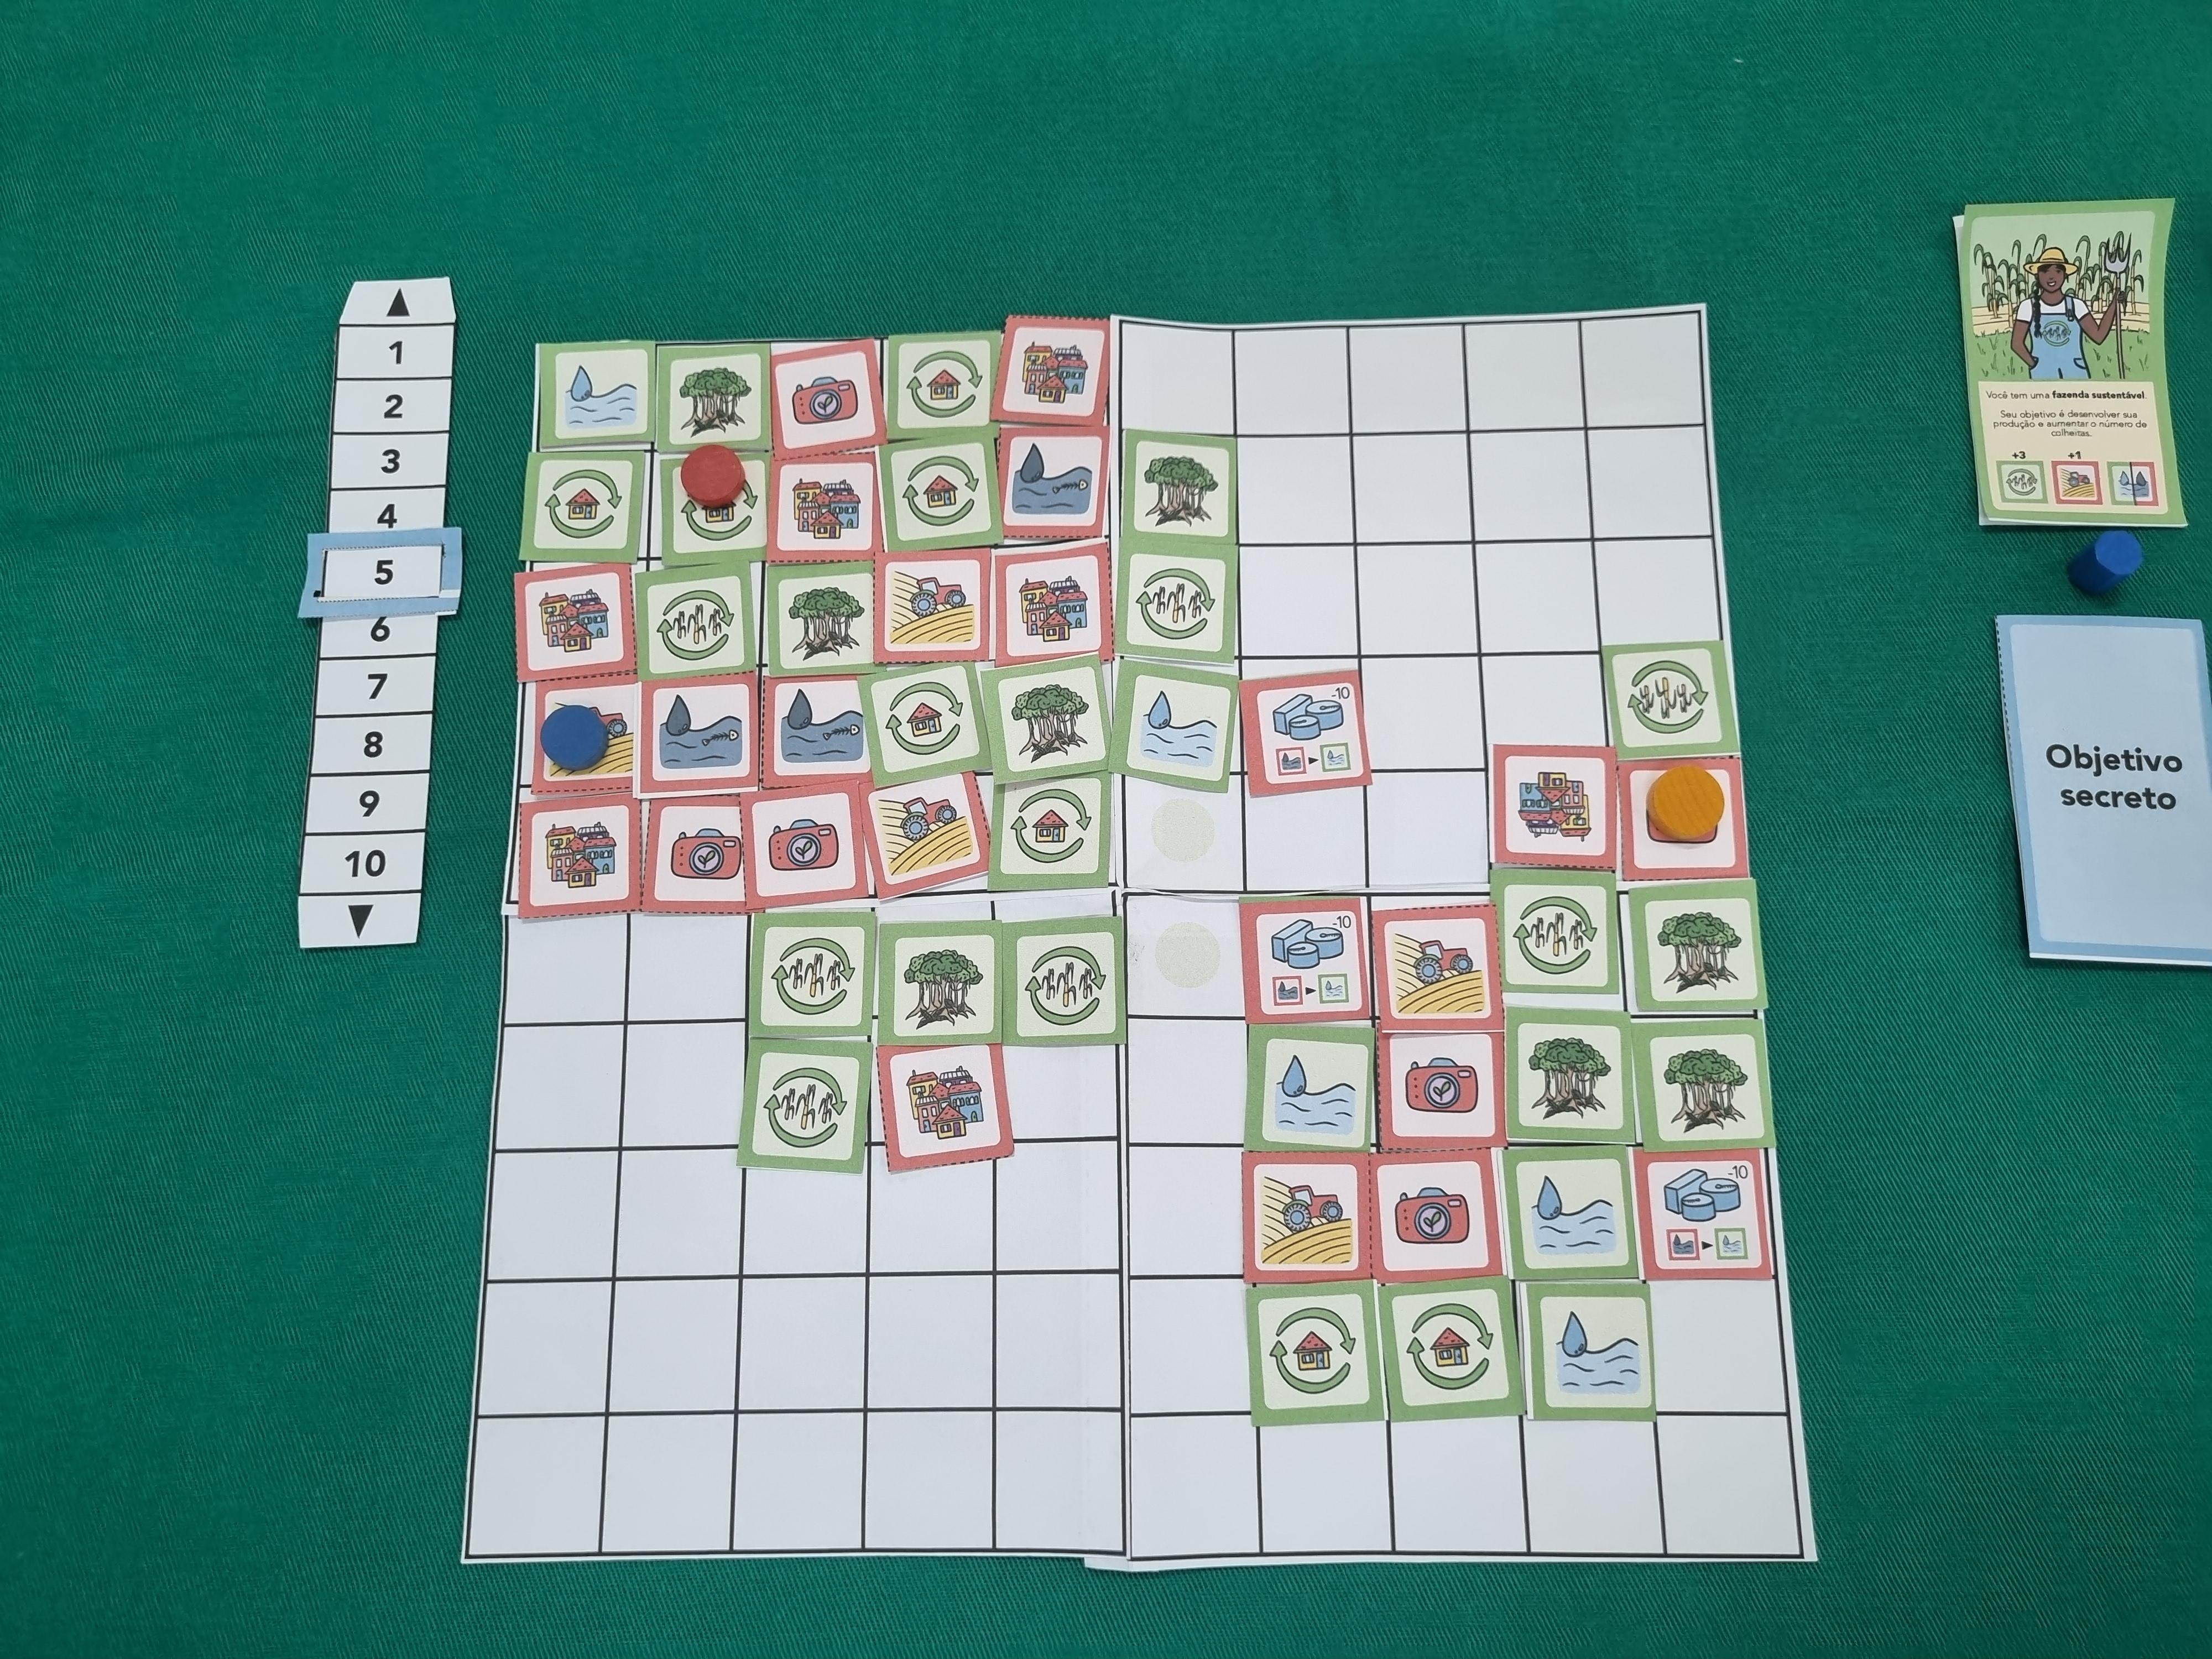 1
2
3
4
5
6
7
8
9
10
-10
-10
-10
Você tem uma fazenda sustentável.
Seu objetivo é desenvolver sua
produção e aumentar o número de
colheitas.
+3 +1
Objetivo
secreto